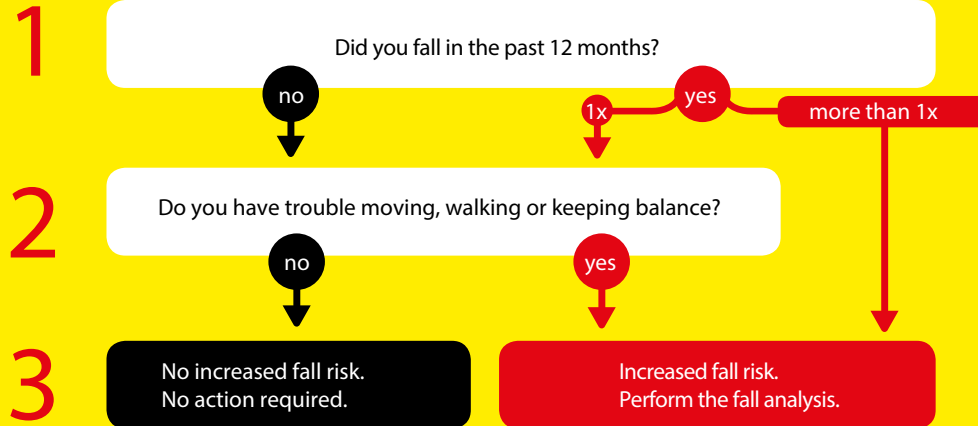 1
Did you fall in the past 12 months?
no
1x
yes
more than 1x
2
Do you have trouble moving, walking or keeping balance?
no
yes
3
No increased fall risk.
No action required.
Increased fall risk.
Perform the fall analysis.